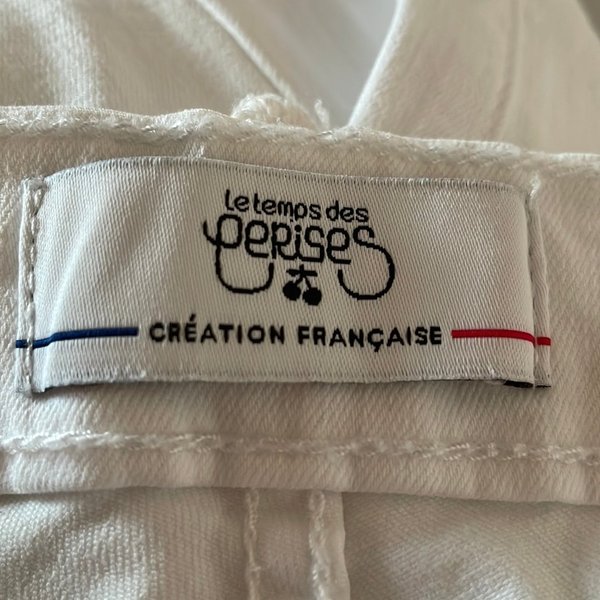 Le temps des
CERISES
CRÉATION FRANÇAISE